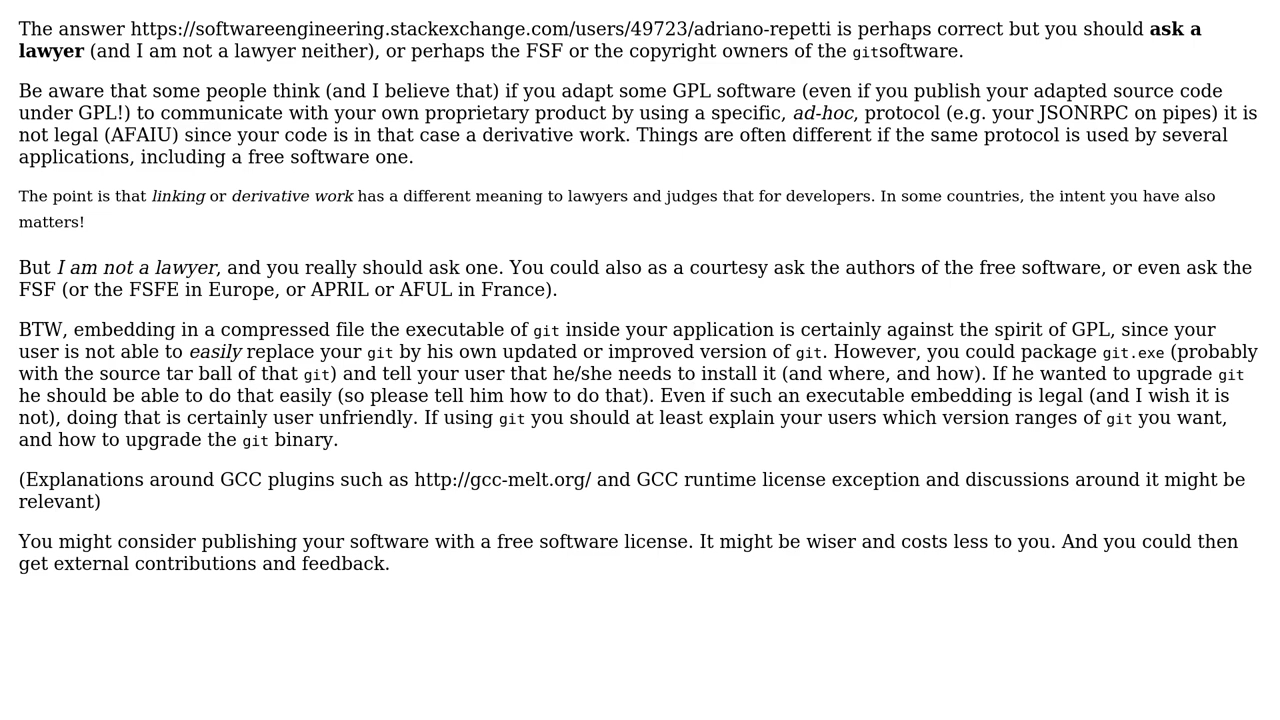 The answer https://softwareengineering.stackexchange.com/users/49723/adriano-repetti is perhaps correct but you should ask a
lawyer (and I am not a lawyer neither), or perhaps the FSF or the copyright owners of the gitsoftware.
Be aware that some people think (and I believe that) if you adapt some GPL software (even if you publish your adapted source code
under GPL!) to communicate with your own proprietary product by using a specific, ad-hoc, protocol (e.g. your JSONRPC on pipes) it is
not legal (AFAIU) since your code is in that case a derivative work. Things are often different if the same protocol is used by several
applications, including a free software one.
The point is that linking or derivative work has a different meaning to lawyers and judges that for developers. In some countries, the intent you have also
matters!
But I am not a lawyer, and you really should ask one. You could also as a courtesy ask the authors of the free software, or even ask the
FSF (or the FSFE in Europe, or APRIL or AFUL in France).
BTW, embedding in a compressed file the executable of git inside your application is certainly against the spirit of GPL, since your
user is not able to easily replace your git by his own updated or improved version of git. However, you could package git.exe (probably
with the source tar ball of that git) and tell your user that he/she needs to install it (and where, and how). If he wanted to upgrade git
he should be able to do that easily (so please tell him how to do that). Even if such an executable embedding is legal (and I wish it is
not), doing that is certainly user unfriendly. If using git you should at least explain your users which version ranges of git you want,
and how to upgrade the git binary.
(Explanations around GCC plugins such as http://gcc-melt.org/ and GCC runtime license exception and discussions around it might be
relevant)
You might consider publishing your software with a free software license. It might be wiser and costs less to you. And you could then
get external contributions and feedback.